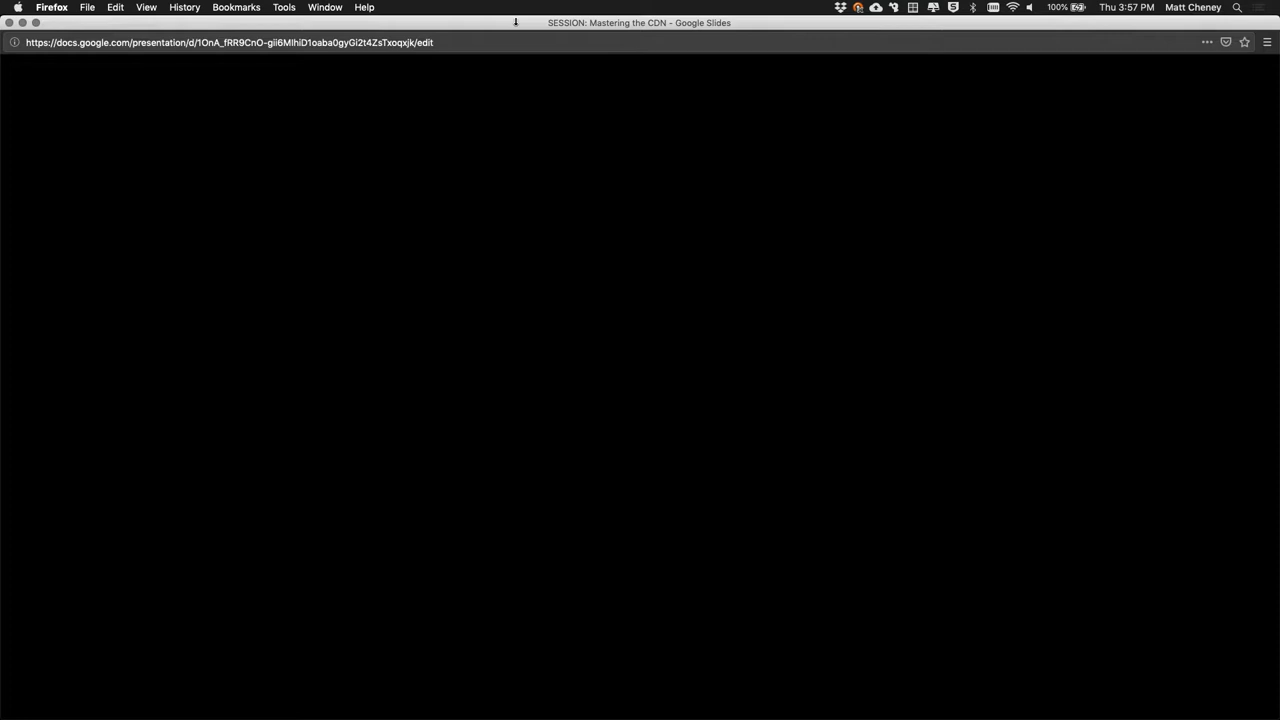 Firefox File Edit View History Bookmarks Tools Window Help 100% Thu 3:57 PM Matt Cheney
SESSION: Mastering the CDN - Google Slides
https://docs.google.com/presentation/d/1OnA_fRR9CnO-gii6MIhiD1oaba0gyGi2t4ZsTxoqxjk/edit